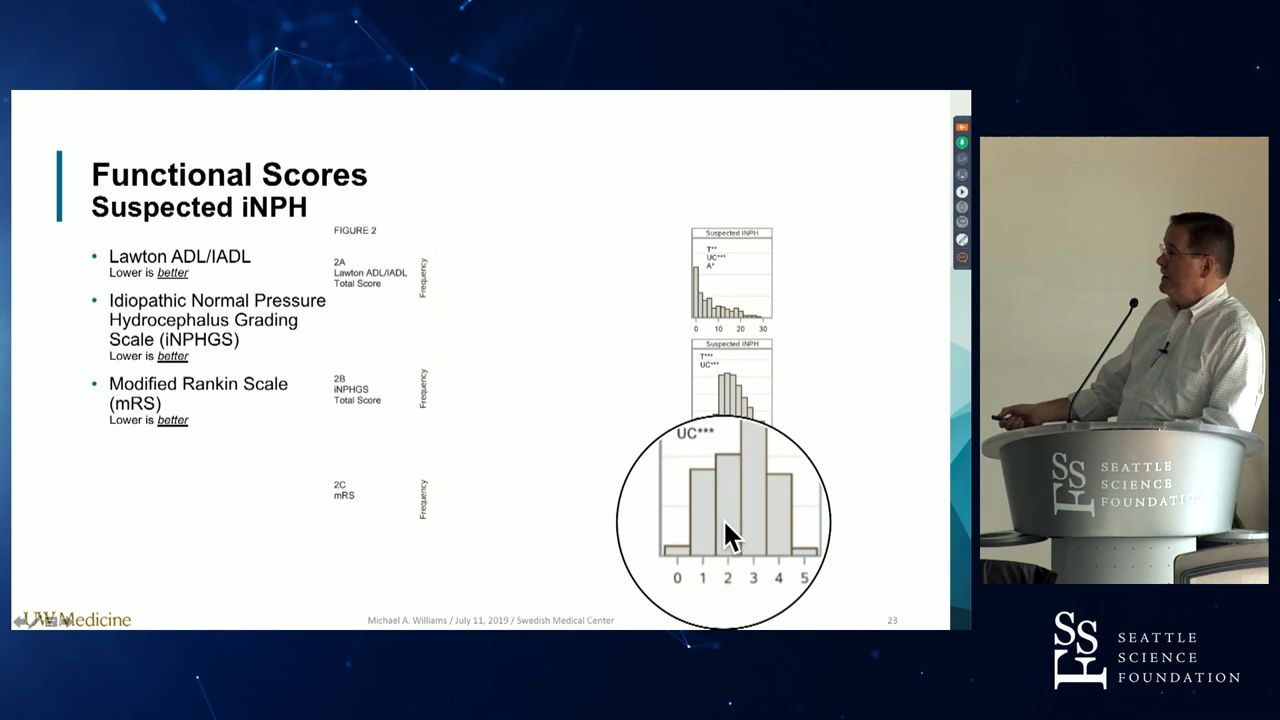 Functional Scores
Suspected iNPH
• Lawton ADL/IADL
Lower is better
• Idiopathic Normal Pressure
Hydrocephalus Grading
Scale (iNPHGS)
Lower is better
• Modified Rankin Scale
(mRS)
Lower is better
FIGURE 2
2A
Lawton ADL/IADL
Total Score
Frequency
2B
iNPHGS
Total Score
Frequency
2C
mRS
Frequency
Suspected INPH
T**
UC***
A*
0 10 20 30
Suspected INPH
T***
UC***
UC***
0 1 2 3 4 5
UW Medicine
Michael A. Williams / July 11, 2019 / Swedish Medical Center
23
SSF
SEATTLE
SCIENCE
FOUNDATION
SSF
SEATTLE
SCIENCE
FOUNDATION